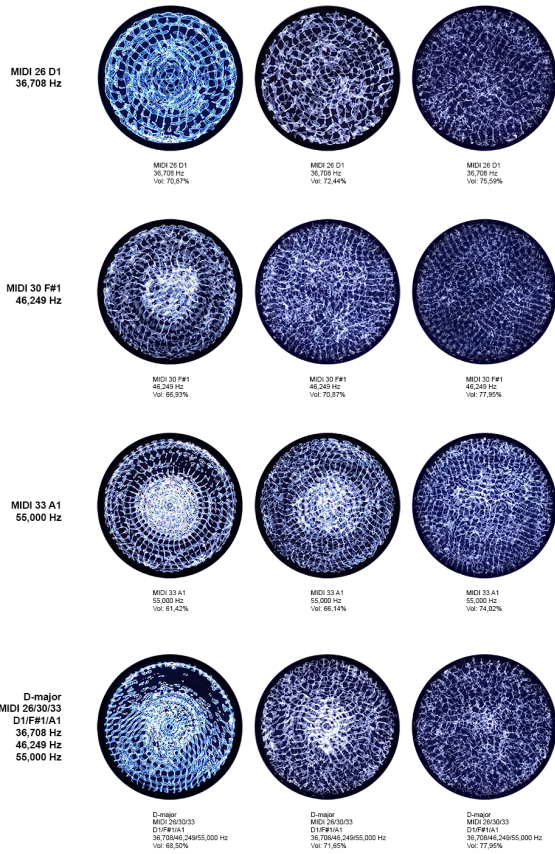 MIDI 26 D1
36,708 Hz
MIDI 26 D1
36,708 Hz
Vol: 70,87%
MIDI 26 D1
36,708 Hz
Vol: 72,44%
MIDI 26 D1
36,708 Hz
Vol: 75,59%
MIDI 30 F#1
46,249 Hz
MIDI 30 F#1
46,249 Hz
Vol: 66,93%
MIDI 30 F#1
46,249 Hz
Vol: 70,87%
MIDI 30 F#1
46,249 Hz
Vol: 77,95%
MIDI 33 A1
55,000 Hz
MIDI 33 A1
55,000 Hz
Vol: 61,42%
MIDI 33 A1
55,000 Hz
Vol: 66,14%
MIDI 33 A1
55,000 Hz
Vol: 74,02%
D-major
MIDI 26/30/33
D1/F#1/A1
36,708 Hz
46,249 Hz
55,000 Hz
D-major
MIDI 26/30/33
D1/F#1/A1
36,708/46,249/55,000 Hz
Vol: 68,50%
D-major
MIDI 26/30/33
D1/F#1/A1
36,708/46,249/55,000 Hz
Vol: 71,65%
D-major
MIDI 26/30/33
D1/F#1/A1
36,708/46,249/55,000 Hz
Vol: 77,95%